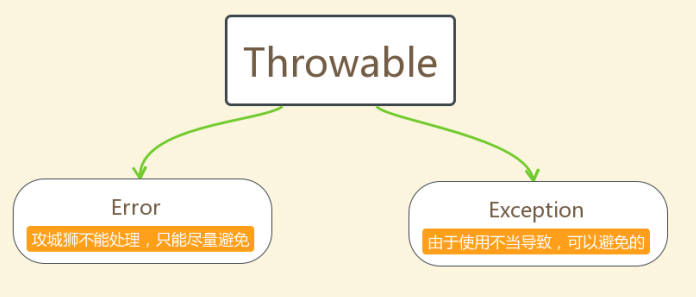 Throwable
Error
攻城狮不能处理，只能尽量避免
Exception
由于使用不当导致，可以避免的